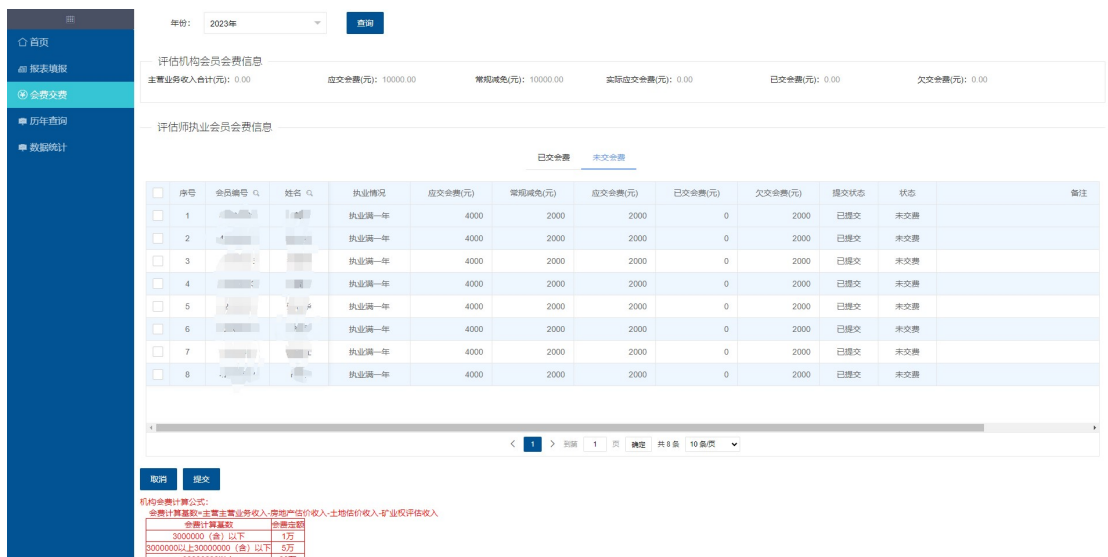 年份： 2023年 查询
首页
报表填报
会费交费
历年查询
数据统计
评估机构会员会费信息
主营业务收入合计(元)：0.00 应交会费(元)：10000.00 常规减免(元)：10000.00 实际应交会费(元)：0.00 已交会费(元)：0.00 欠交会费(元)：0.00
评估师执业会员会费信息
已交会费 未交会费
序号 会员编号 姓名 执业情况 应交会费(元) 常规减免(元) 应交会费(元) 已交会费(元) 欠交会费(元) 提交状态 状态 备注
1 执业满一年 4000 2000 2000 0 2000 已提交 未交费
2 执业满一年 4000 2000 2000 0 2000 已提交 未交费
3 执业满一年 4000 2000 2000 0 2000 已提交 未交费
4 执业满一年 4000 2000 2000 0 2000 已提交 未交费
5 执业满一年 4000 2000 2000 0 2000 已提交 未交费
6 执业满一年 4000 2000 2000 0 2000 已提交 未交费
7 执业满一年 4000 2000 2000 0 2000 已提交 未交费
8 执业满一年 4000 2000 2000 0 2000 已提交 未交费
< 1 > 到第 1 页 确定 共 8 条 10 条/页
取消 提交
机构会费计算公式：
会费计算基数=主营主营业务收入-房地产估价收入-土地估价收入-矿业权评估收入
会费计算基数 会费定额
3000000（含）以下 1万
3000000以上30000000（含）以下 5万